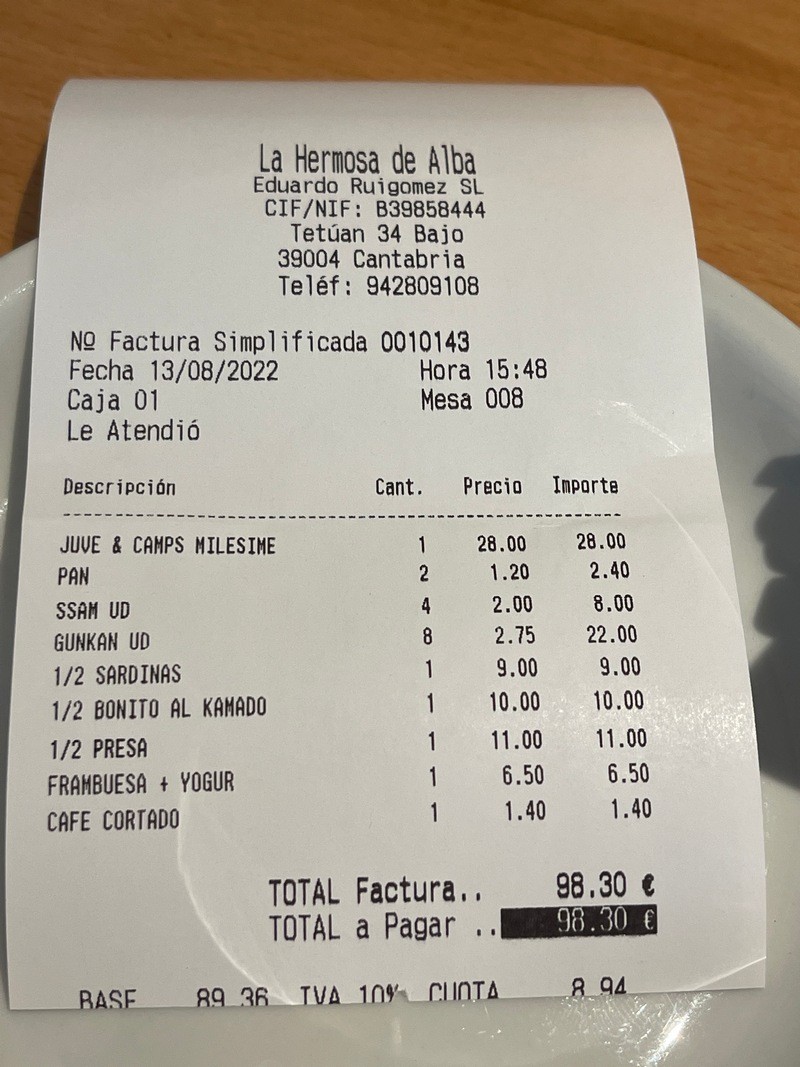 La Hermosa de Alba
Eduardo Ruigomez SL
CIF/NIF: B39858444
Tetúan 34 Bajo
39004 Cantabria
Teléf: 942809108
Nº Factura Simplificada 0010143
Fecha 13/08/2022 Hora 15:48
Caja 01 Mesa 008
Le Atendió
Descripción Cant. Precio Importe
JUVE & CAMPS MILESIME 1 28.00 28.00
PAN 2 1.20 2.40
SSAM UD 4 2.00 8.00
GUNKAN UD 8 2.75 22.00
1/2 SARDINAS 1 9.00 9.00
1/2 BONITO AL KAMADO 1 10.00 10.00
1/2 PRESA 1 11.00 11.00
FRAMBUESA + YOGUR 1 6.50 6.50
CAFE CORTADO 1 1.40 1.40
TOTAL Factura.. 98.30 €
TOTAL a Pagar .. 98.30 €
BASE 89.36 IVA 10% CUOTA 8.94